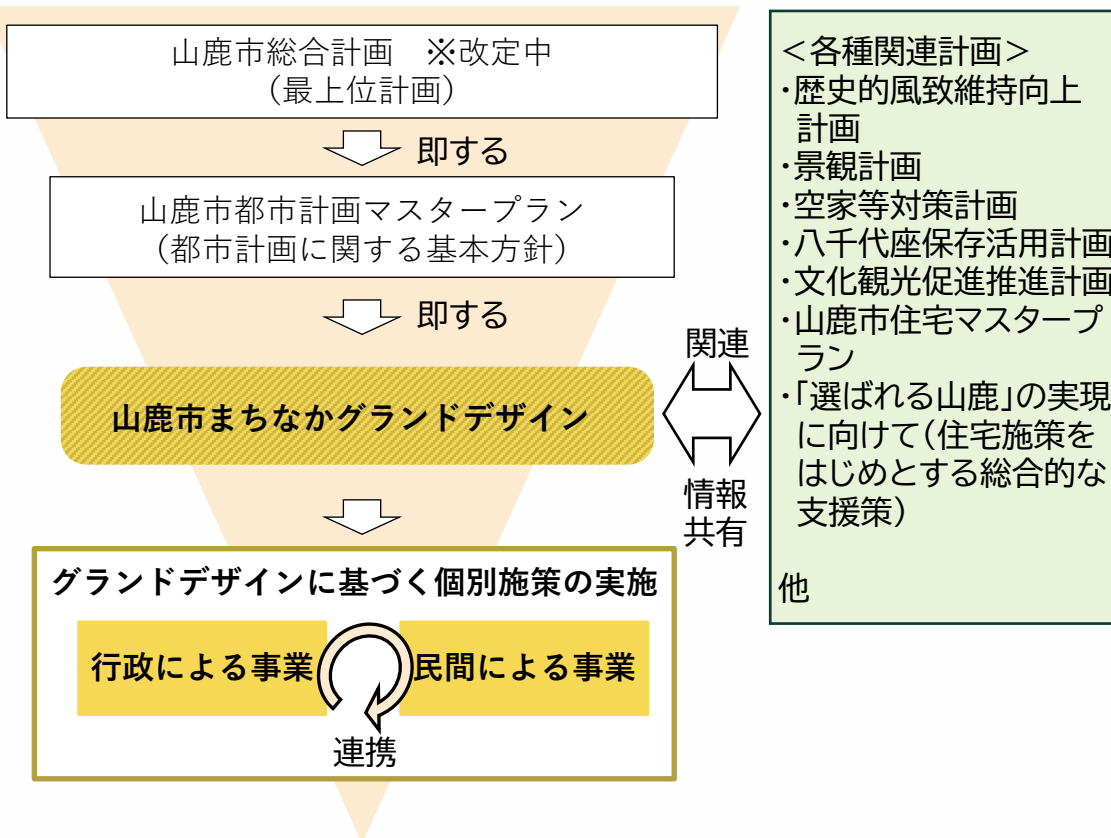 山鹿市総合計画　※改定中
(最上位計画)
即する
山鹿市都市計画マスタープラン
(都市計画に関する基本方針)
即する
山鹿市まちなかグランドデザイン
関連
情報
共有
グランドデザインに基づく個別施策の実施
行政による事業
民間による事業
連携
＜各種関連計画＞
・歴史的風致維持向上
計画
・景観計画
・空家等対策計画
・八千代座保存活用計画
・文化観光促進推進計画
・山鹿市住宅マスタープ
ラン
・「選ばれる山鹿」の実現
に向けて(住宅施策を
はじめとする総合的な
支援策)
他